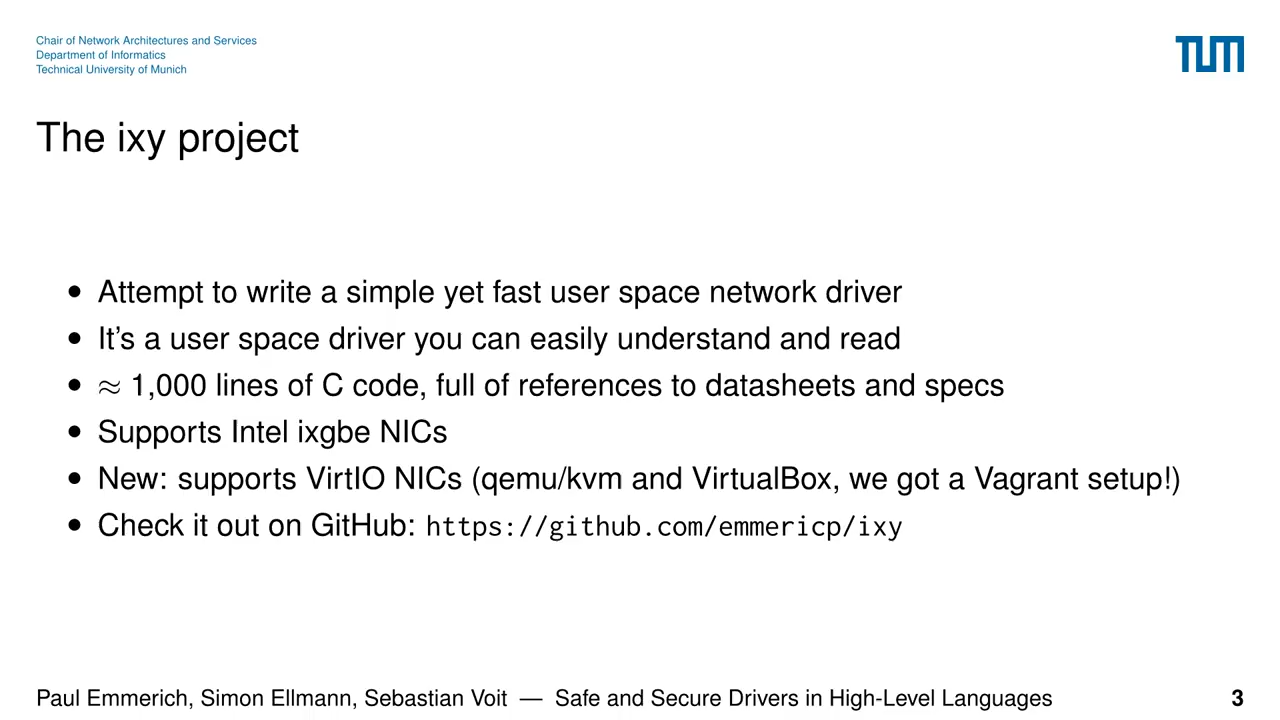 Chair of Network Architectures and Services
Department of Informatics
Technical University of Munich
TUM
The ixy project
• Attempt to write a simple yet fast user space network driver
• It's a user space driver you can easily understand and read
• ≈ 1,000 lines of C code, full of references to datasheets and specs
• Supports Intel ixgbe NICs
• New: supports VirtIO NICs (qemu/kvm and VirtualBox, we got a Vagrant setup!)
• Check it out on GitHub: https://github.com/emmericp/ixy
Paul Emmerich, Simon Ellmann, Sebastian Voit — Safe and Secure Drivers in High-Level Languages 3